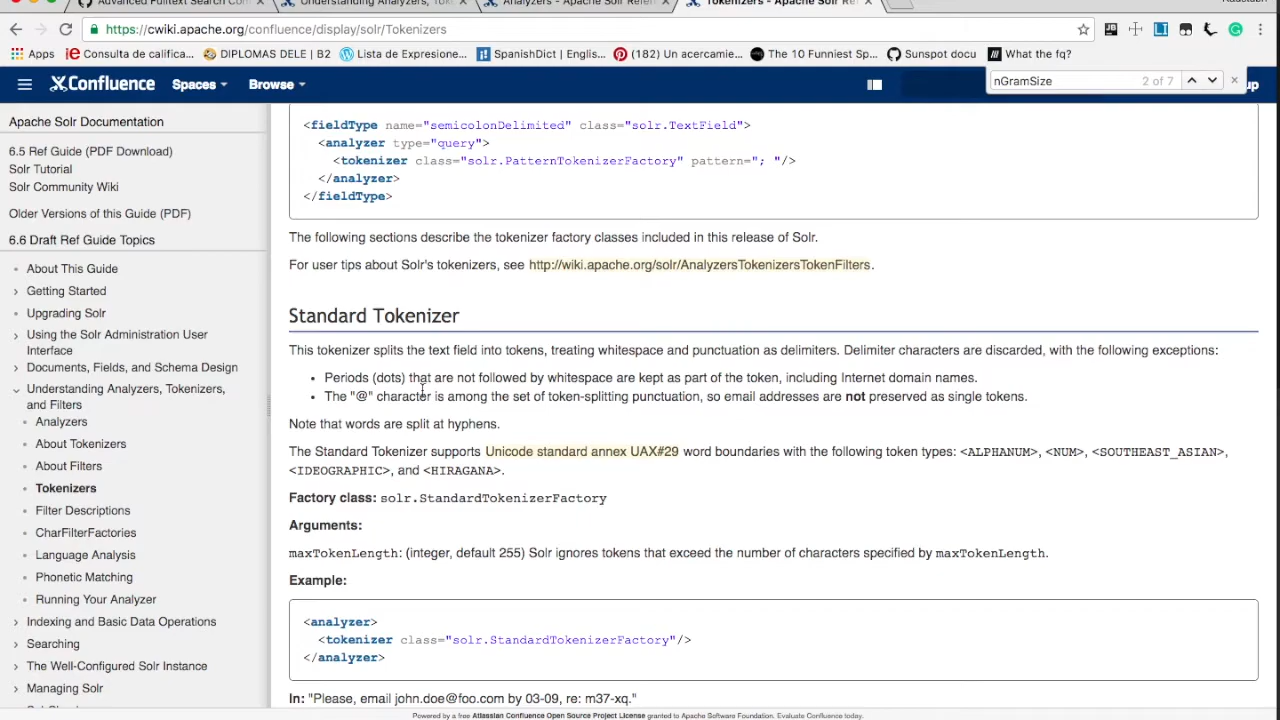 Advanced Fulltext Search Con
Understanding Analyzers, Tok
Analyzers - Apache Solr Refer
Tokenizers - Apache Solr Re
https://cwiki.apache.org/confluence/display/solr/Tokenizers
Apps
Consulta de califica...
DIPLOMAS DELE | B2
Lista de Expresione...
SpanishDict | Englis...
(182) Un acercamie...
The 10 Funniest Sp...
Sunspot docu
What the fq?
Confluence Spaces Browse
nGramSize 2 of 7
up
Apache Solr Documentation
6.5 Ref Guide (PDF Download)
Solr Tutorial
Solr Community Wiki
Older Versions of this Guide (PDF)
6.6 Draft Ref Guide Topics
About This Guide
Getting Started
Upgrading Solr
Using the Solr Administration User
Interface
Documents, Fields, and Schema Design
Understanding Analyzers, Tokenizers,
and Filters
Analyzers
About Tokenizers
About Filters
Tokenizers
Filter Descriptions
CharFilterFactories
Language Analysis
Phonetic Matching
Running Your Analyzer
Indexing and Basic Data Operations
Searching
The Well-Configured Solr Instance
Managing Solr
<fieldType name="semicolonDelimited" class="solr.TextField">
<analyzer type="query">
<tokenizer class="solr.PatternTokenizerFactory" pattern="; "/>
</analyzer>
</fieldType>
The following sections describe the tokenizer factory classes included in this release of Solr.
For user tips about Solr's tokenizers, see http://wiki.apache.org/solr/AnalyzersTokenizersTokenFilters.
Standard Tokenizer
This tokenizer splits the text field into tokens, treating whitespace and punctuation as delimiters. Delimiter characters are discarded, with the following exceptions:
• Periods (dots) that are not followed by whitespace are kept as part of the token, including Internet domain names.
• The "@" character is among the set of token-splitting punctuation, so email addresses are not preserved as single tokens.
Note that words are split at hyphens.
The Standard Tokenizer supports Unicode standard annex UAX#29 word boundaries with the following token types: <ALPHANUM>, <NUM>, <SOUTHEAST_ASIAN>,
<IDEOGRAPHIC>, and <HIRAGANA>.
Factory class: solr.StandardTokenizerFactory
Arguments:
maxTokenLength: (integer, default 255) Solr ignores tokens that exceed the number of characters specified by maxTokenLength.
Example:
<analyzer>
<tokenizer class="solr.StandardTokenizerFactory"/>
</analyzer>
In: "Please, email john.doe@foo.com by 03-09, re: m37-xq."
Powered by a free Atlassian Confluence Open Source Project License granted to Apache Software Foundation. Evaluate Confluence today.